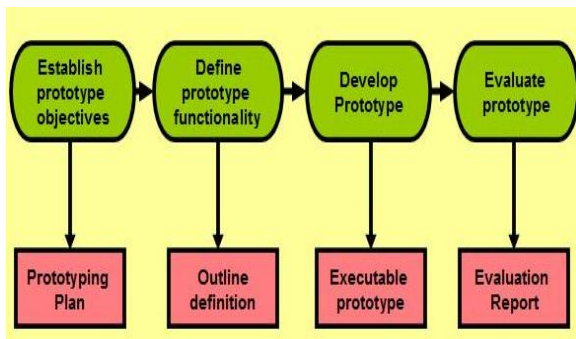 Establish
prototype
objectives
Define
prototype
functionality
Develop
Prototype
Evaluate
prototype
Prototyping
Plan
Outline
definition
Executable
prototype
Evaluation
Report